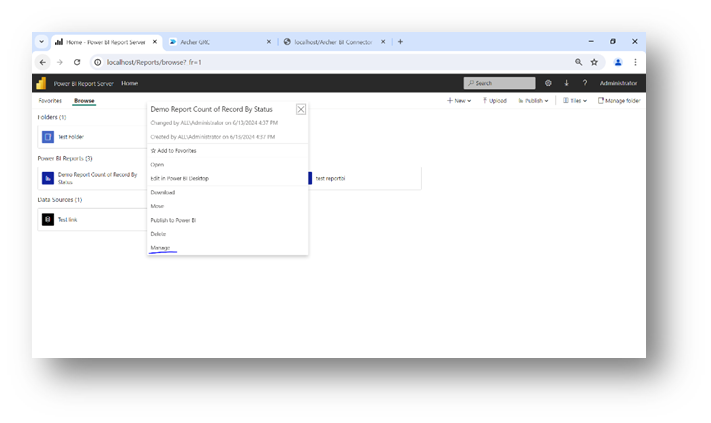 Home - Power BI Report Server
Archer GRC
localhost/Archer BI Connector
localhost/Reports/browse?fr=1
Power BI Report Server Home
Search
Administrator
Favorites Browse
New Upload Publish Tiles Manage folder
Folders (1)
Test Folder
Power BI Reports (3)
Demo Report Count of Record By
Status
test reportsi
Data Sources (1)
Test link
Demo Report Count of Record By Status
Changed by ALL\Administrator on 6/13/2024 4:37 PM
Created by ALL\Administrator on 6/13/2024 4:37 PM
Add to Favorites
Open
Edit in Power BI Desktop
Download
Move
Publish to Power BI
Delete
Manage